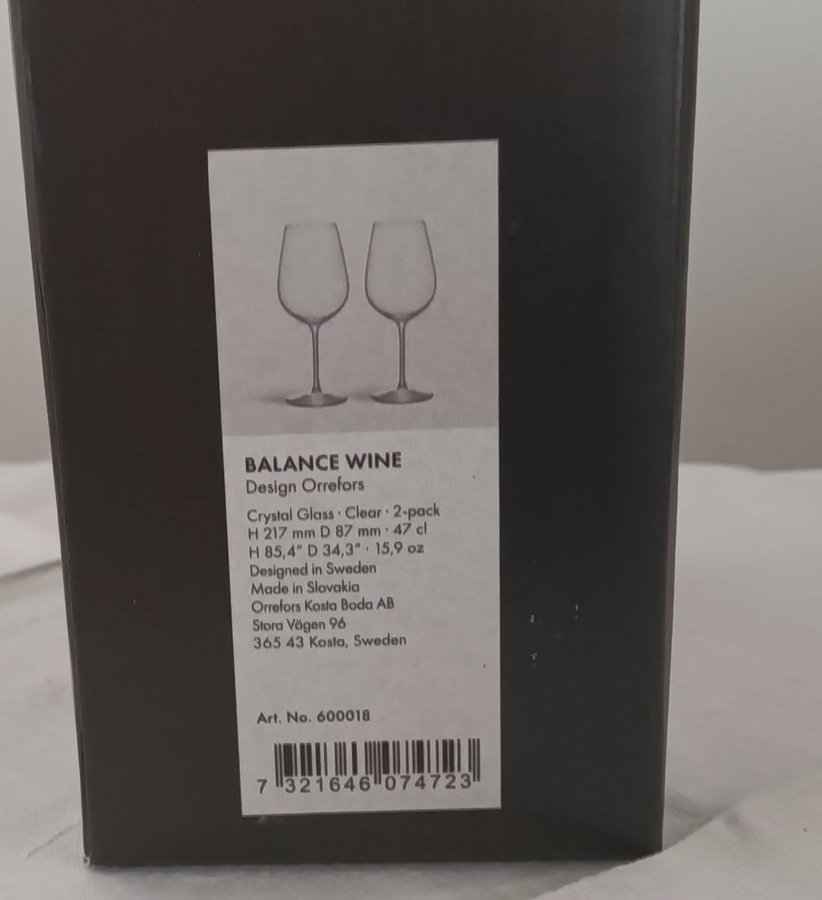 BALANCE WINE
Design Orrefors
Crystal Glass · Clear · 2-pack
H 217 mm D 87 mm · 47 cl
H 85,4" D 34,3" · 15,9 oz
Designed in Sweden
Made in Slovakia
Orrefors Kosta Boda AB
Stora Vägen 96
365 43 Kosta, Sweden
Art. No. 600018
7 321646 074723